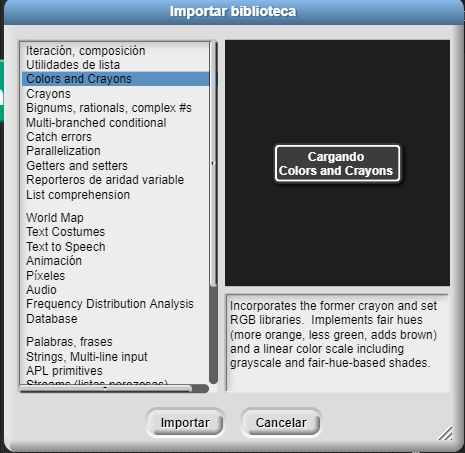 Importar biblioteca
Iteración, composición
Utilidades de lista
Colors and Crayons
Crayons
Bignums, rationals, complex #s
Multi-branched conditional
Catch errors
Parallelization
Getters and setters
Reporteros de aridad variable
List comprehension
World Map
Text Costumes
Text to Speech
Animación
Píxeles
Audio
Frequency Distribution Analysis
Database
Palabras, frases
Strings, Multi-line input
APL primitives
Streams (listas perezosas)
Cargando
Colors and Crayons
Incorporates the former crayon and set
RGB libraries. Implements fair hues
(more orange, less green, adds brown)
and a linear color scale including
grayscale and fair-hue-based shades.
Importar
Cancelar